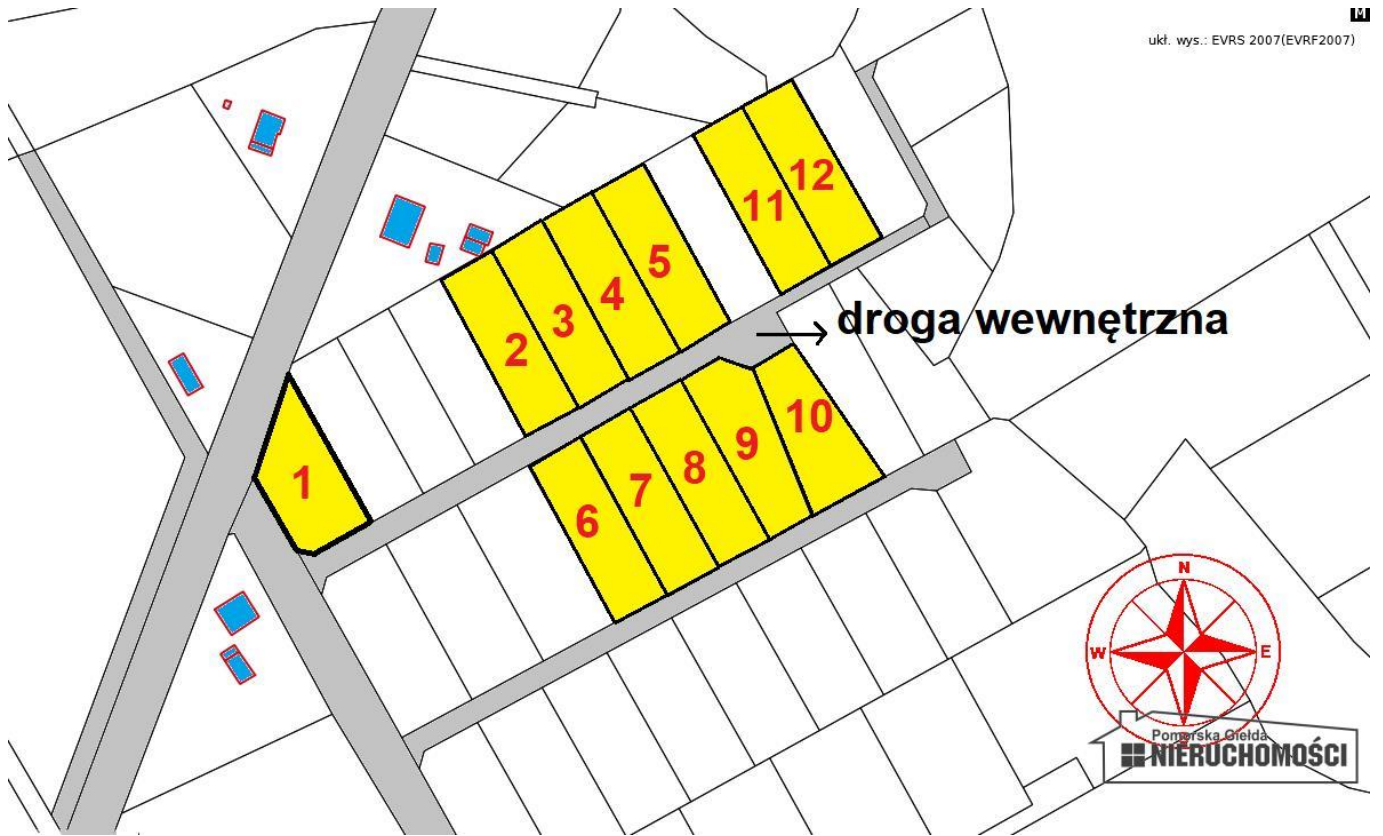 M
ukł. wys.: EVRS 2007(EVRF2007)
12
11
5
4
3
2
droga wewnętrzna
10
9
8
1
7
6
N
W
E
S
Pomorska Giełda
NIERUCHOMOŚCI